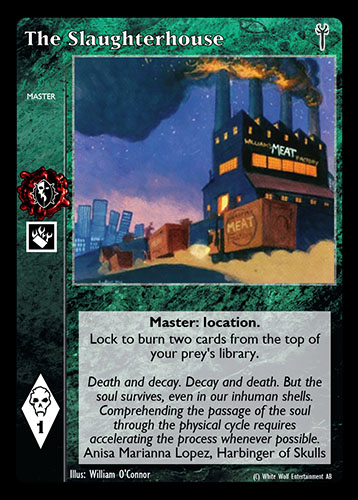 The Slaughterhouse
MASTER
WILLIAM'S
MEAT
FACTORY
MEAT
Master: location.
Lock to burn two cards from the top of
your prey's library.
Death and decay. Decay and death. But the
soul survives, even in our inhuman shells.
Comprehending the passage of the soul
through the physical cycle requires
accelerating the process whenever possible.
Anisa Marianna Lopez, Harbinger of Skulls
1
Illus: William O'Connor
(C) White Wolf Entertainment AB